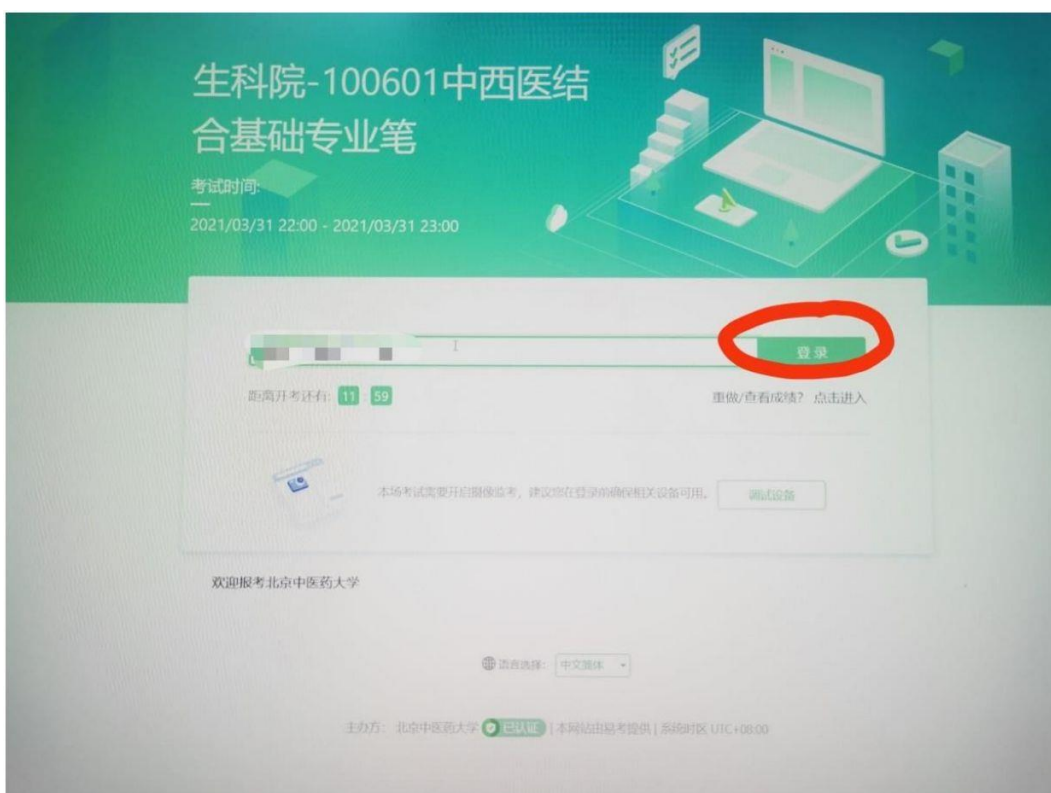 生科院-100601中西医结
合基础专业笔
考试时间:
2021/03/31 22:00 - 2021/03/31 23:00
登录
距离开考还有: 11 : 59
重做/查看成绩? 点击进入
本场考试需要开启摄像监考，建议您在登录前确保相关设备可用。 调试设备
欢迎报考北京中医药大学
语言选择: 中文简体
主办方: 北京中医药大学 已认证 | 本网站由易考提供 | 系统时区 UTC+08:00